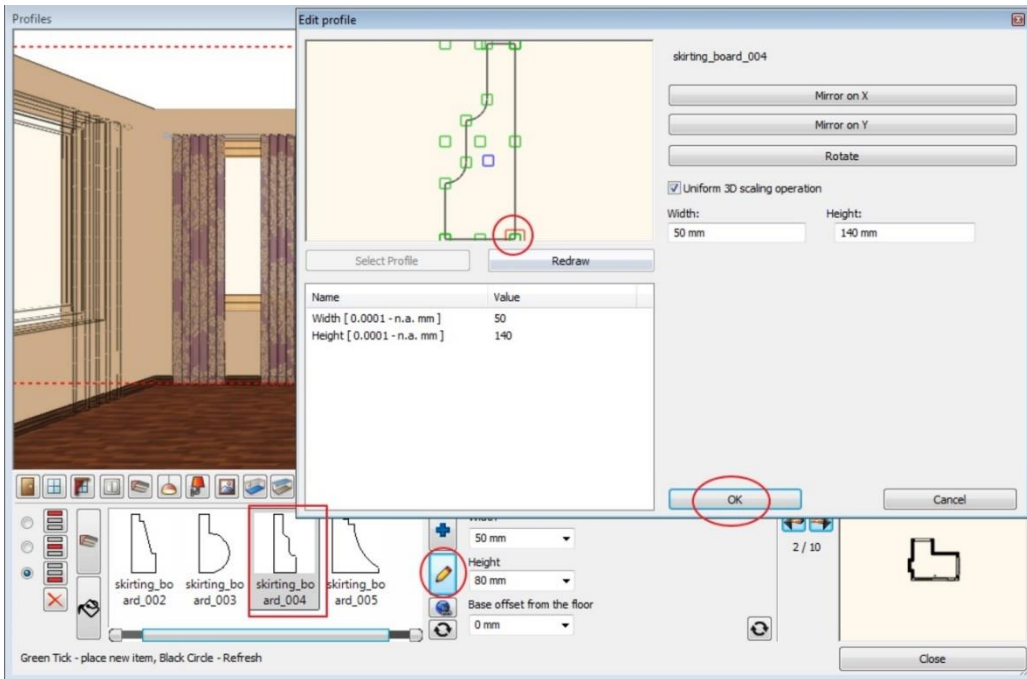 Profiles
Edit profile
skirting_board_004
Mirror on X
Mirror on Y
Rotate
Uniform 3D scaling operation
Width: Height:
50 mm 140 mm
Select Profile Redraw
Name Value
Width [ 0.0001 - n.a. mm ] 50
Height [ 0.0001 - n.a. mm ] 140
OK Cancel
50 mm
Height
80 mm
Base offset from the floor
0 mm
2 / 10
skirting_bo
ard_002
skirting_bo
ard_003
skirting_bo
ard_004
skirting_bo
ard_005
Green Tick - place new item, Black Circle - Refresh
Close